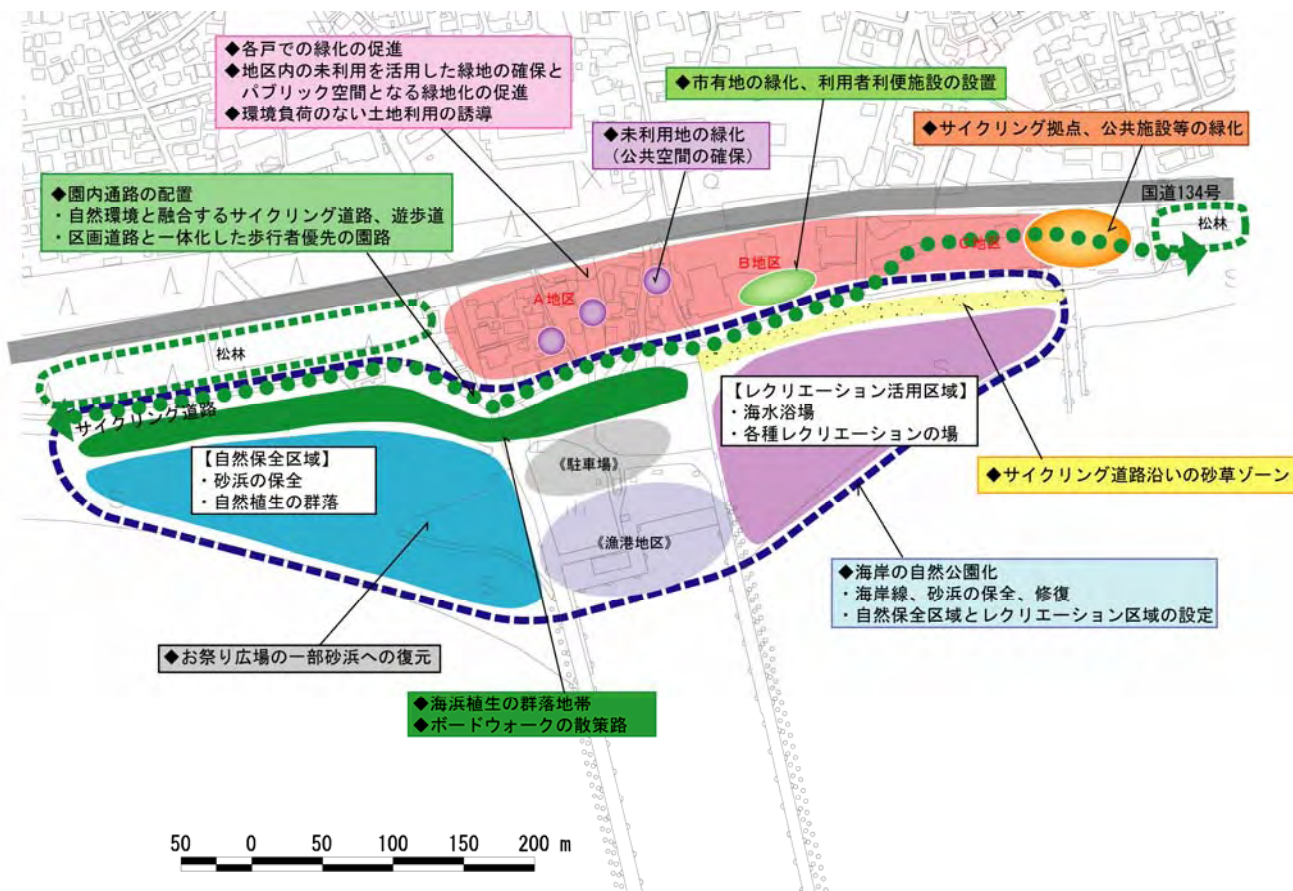 ◆各戸での緑化の促進
◆地区内の未利用を活用した緑地の確保と
パブリック空間となる緑地化の促進
◆環境負荷のない土地利用の誘導
◆市有地の緑化、利用者利便施設の設置
◆未利用地の緑化
（公共空間の確保）
◆サイクリング拠点、公共施設等の緑化
◆園内通路の配置
・自然環境と融合するサイクリング道路、遊歩道
・区画道路と一体化した歩行者優先の園路
国道134号
松林
A地区
B地区
C地区
松林
サイクリング道路
【自然保全区域】
・砂浜の保全
・自然植生の群落
《駐車場》
《漁港地区》
【レクリエーション活用区域】
・海水浴場
・各種レクリエーションの場
◆サイクリング道路沿いの砂草ゾーン
◆海岸の自然公園化
・海岸線、砂浜の保全、修復
・自然保全区域とレクリエーション区域の設定
◆お祭り広場の一部砂浜への復元
◆海浜植生の群落地帯
◆ボードウォークの散策路
50 0 50 100 150 200 m